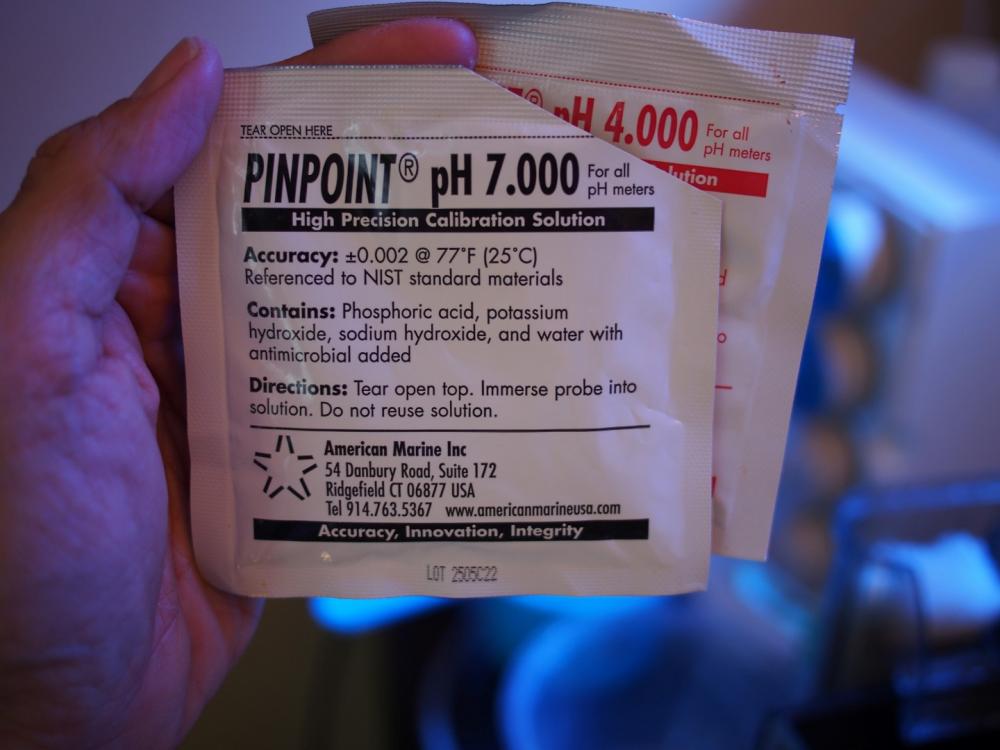 TEAR OPEN HERE
PINPOINT® pH 7.000 For all
pH meters
High Precision Calibration Solution
Accuracy: ±0.002 @ 77°F (25°C)
Referenced to NIST standard materials
Contains: Phosphoric acid, potassium
hydroxide, sodium hydroxide, and water with
antimicrobial added
Directions: Tear open top. Immerse probe into
solution. Do not reuse solution.
American Marine Inc
54 Danbury Road, Suite 172
Ridgefield CT 06877 USA
Tel 914.763.5367 www.americanmarineusa.com
Accuracy, Innovation, Integrity
LOT 2505C22
® pH 4.000 For all
pH meters